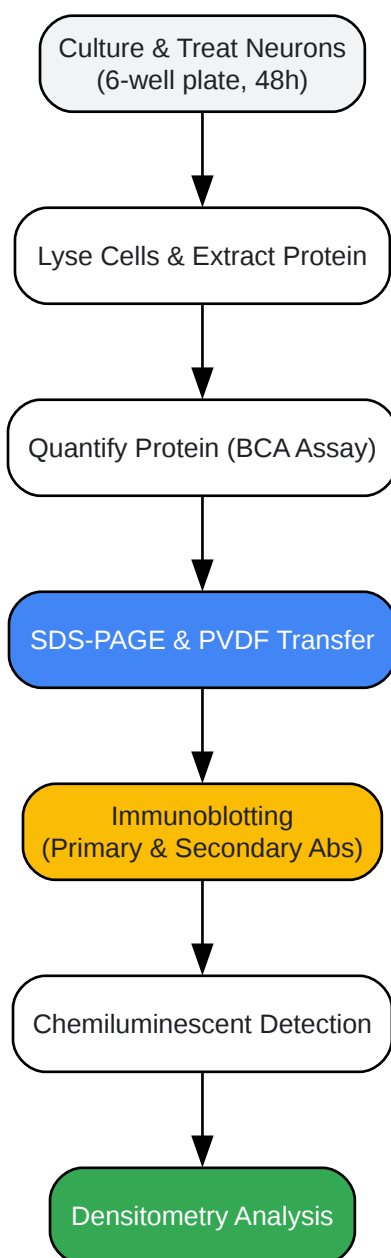 Culture & Treat Neurons
(6-well plate, 48h)
Lyse Cells & Extract Protein
Quantify Protein (BCA Assay)
SDS-PAGE & PVDF Transfer
Immunoblotting
(Primary & Secondary Abs)
Chemiluminescent Detection
Densitometry Analysis